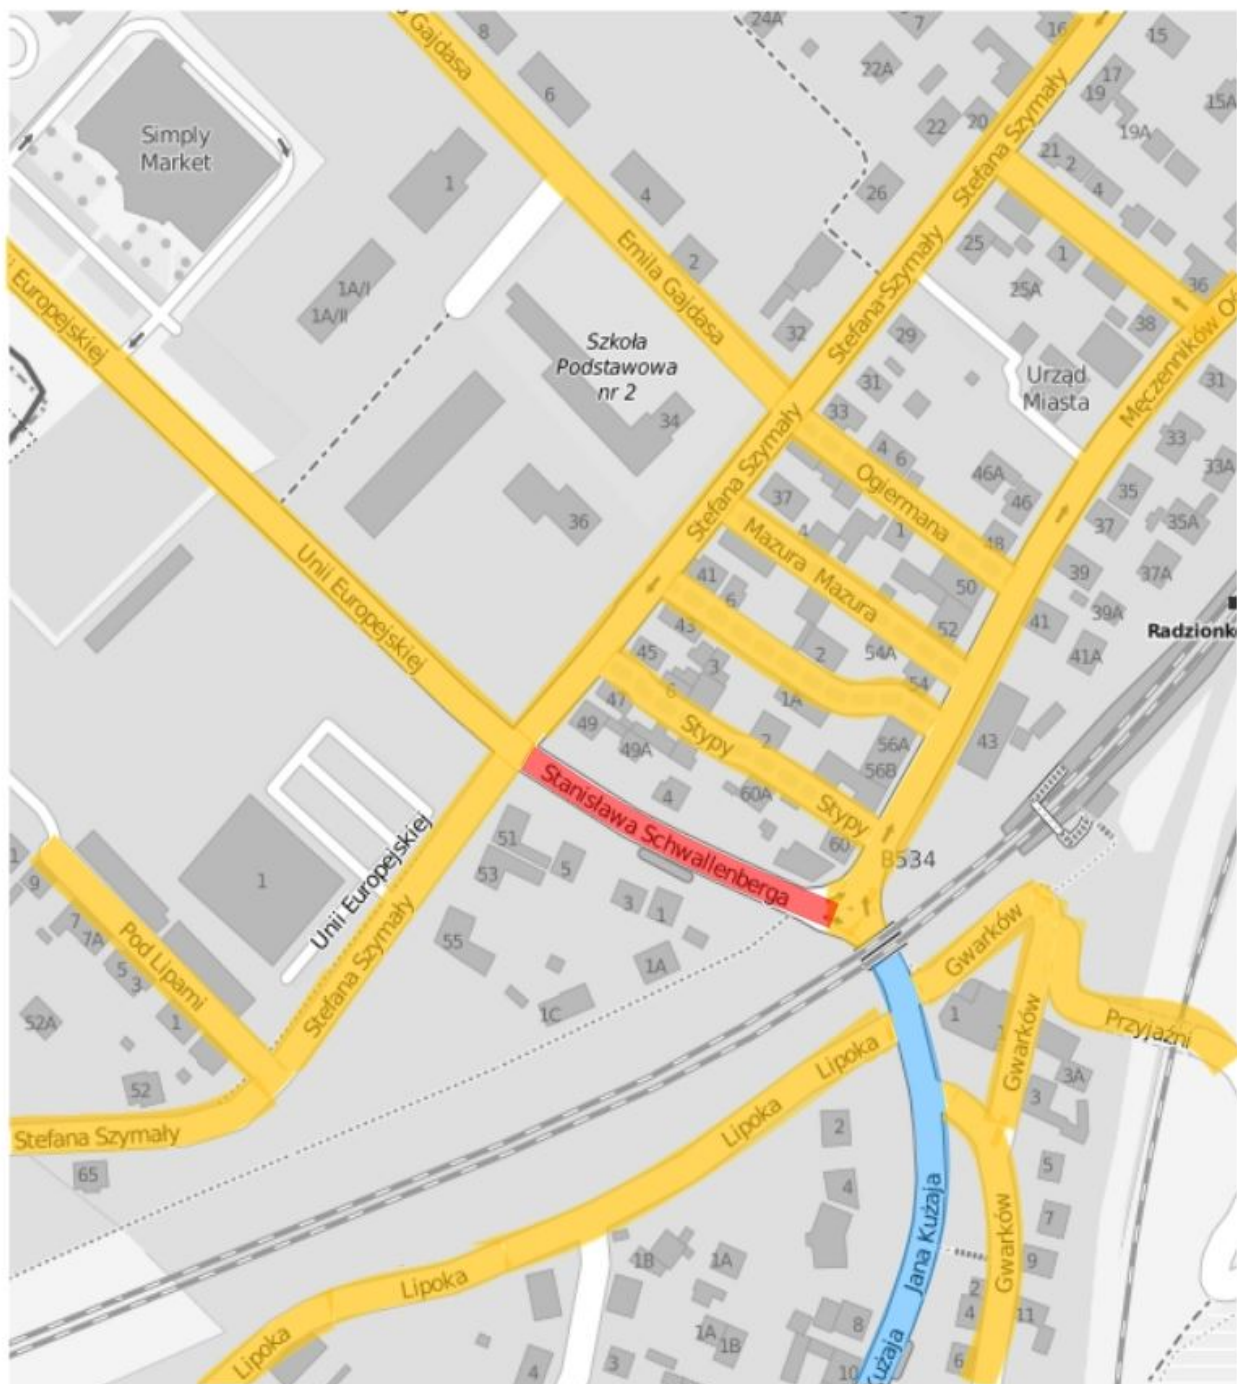 8
Gajdasa
24A
7
16
15
6
22A
17
19
15A
Simply
Market
22
20
19A
Stefana Szymały
21
2
4
1
4
26
Stefana Szymały
25
1
2
Emila Gajdasa
36
25A
1A/I
1A/II
Europejskiej
32
Stefana Szymały
29
38
Szkoła
Podstawowa
nr 2
Urząd
Miasta
31
31
Męczenników
34
33
33
4
6
33A
Stefana Szymały
Ogiermana
46A
46
35
37
36
4
1
48
37
35A
Mazura Mazura
Unii Europejskiej
41
6
50
39
37A
43
52
41
39A
Radzionk
45
3
2
54A
41A
47
6
1A
54
49
Stypy
2
56A
43
49A
56B
Stanisława Schwallenberga
4
60A
Stypy
51
60
B534
Unii Europejskiej
1
53
5
9
3
1
Pod Lipami
7
7A
5
3
55
Gwarków
Stefana Szymały
1A
52A
1
1C
1
Przyjaźni
Lipoka
Gwarków
3A
3
52
Lipoka
2
Stefana Szymały
65
4
5
Jana Kużaja
7
Gwarków
1B
1A
9
Lipoka
2
4
11
Lipoka
1A
1B
8
3
4
10
6
Kużaja